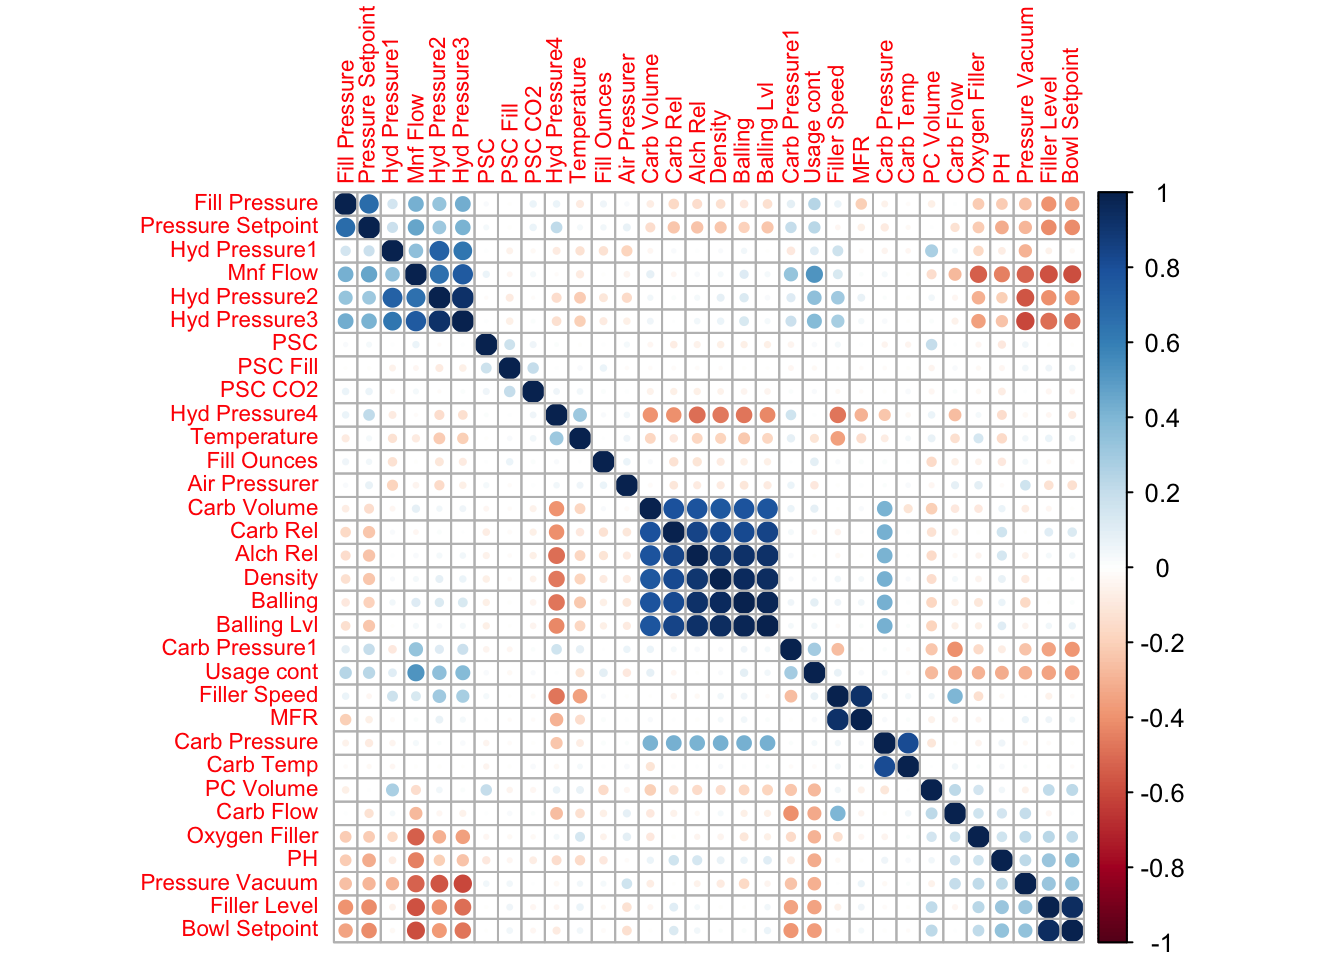 Fill Pressure
Pressure Setpoint
Hyd Pressure1
Mnf Flow
Hyd Pressure2
Hyd Pressure3
PSC
PSC Fill
PSC CO2
Hyd Pressure4
Temperature
Fill Ounces
Air Pressurer
Carb Volume
Carb Rel
Alch Rel
Density
Balling
Balling Lvl
Carb Pressure1
Usage cont
Filler Speed
MFR
Carb Pressure
Carb Temp
PC Volume
Carb Flow
Oxygen Filler
PH
Pressure Vacuum
Filler Level
Bowl Setpoint
Fill Pressure
Pressure Setpoint
Hyd Pressure1
Mnf Flow
Hyd Pressure2
Hyd Pressure3
PSC
PSC Fill
PSC CO2
Hyd Pressure4
Temperature
Fill Ounces
Air Pressurer
Carb Volume
Carb Rel
Alch Rel
Density
Balling
Balling Lvl
Carb Pressure1
Usage cont
Filler Speed
MFR
Carb Pressure
Carb Temp
PC Volume
Carb Flow
Oxygen Filler
PH
Pressure Vacuum
Filler Level
Bowl Setpoint
1
0.8
0.6
0.4
0.2
0
-0.2
-0.4
-0.6
-0.8
-1